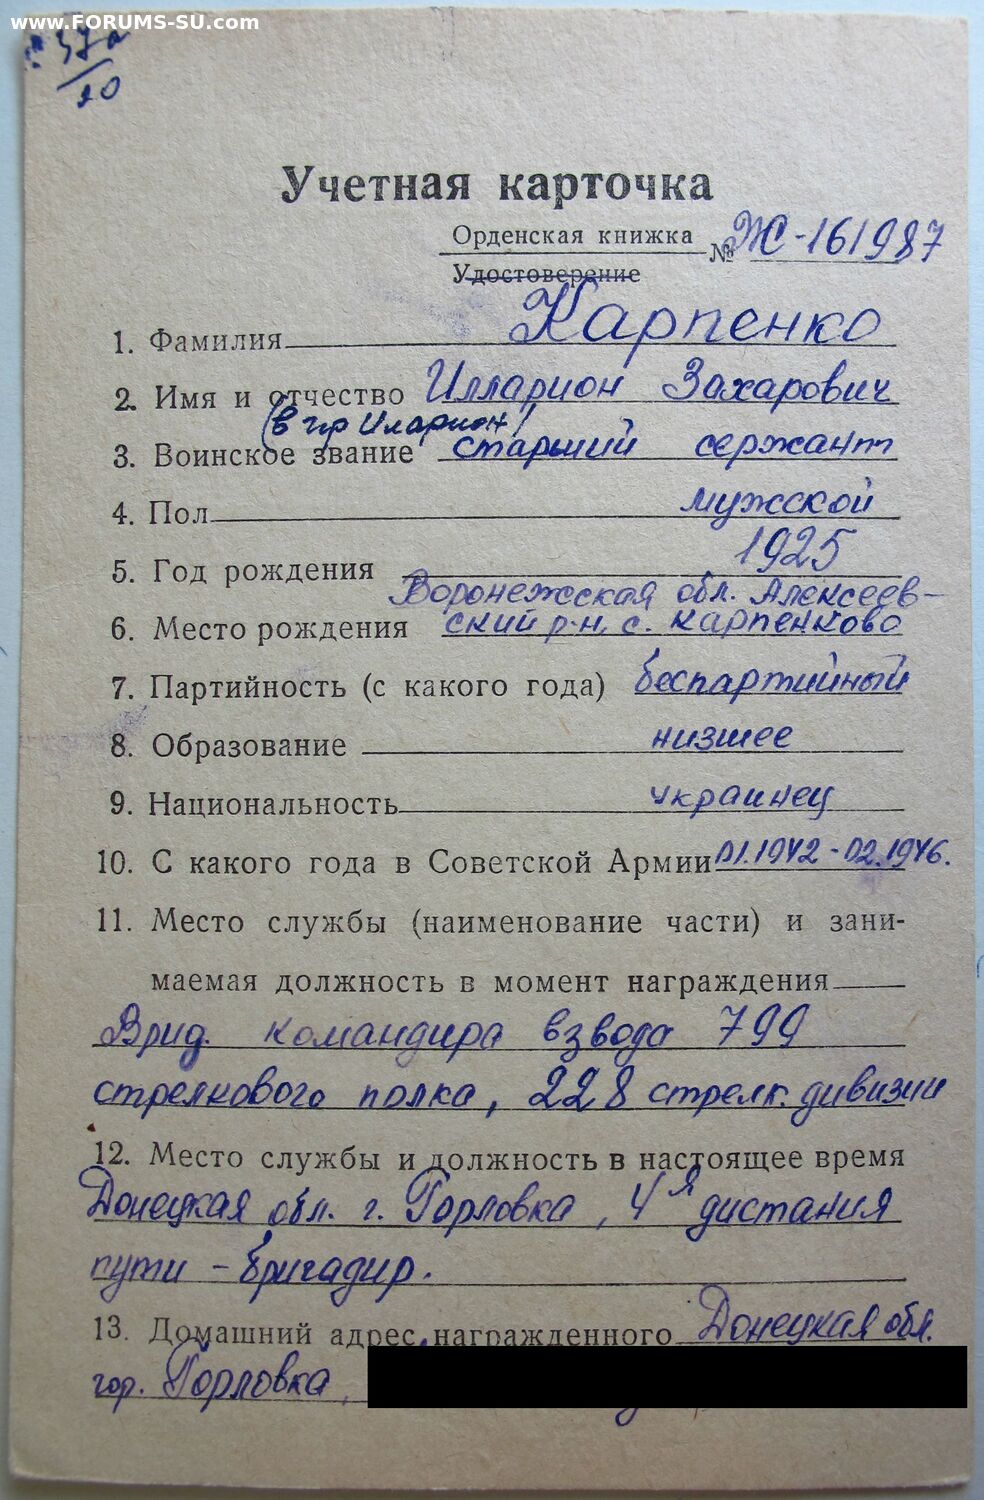 www.FORUMS-SU.com
57а
20
Учетная карточка
Орденская книжка № Ж-161987
Удостоверение
1. Фамилия Карпенко
2. Имя и отчество Илларион Захарович
(в гр Иларион)
3. Воинское звание старший сержант
4. Пол мужской
5. Год рождения 1925
Воронежская обл. Алексеев-
6. Место рождения ский р-н, с. Карпенково
7. Партийность (с какого года) беспартийный
8. Образование низшее
9. Национальность украинец
10. С какого года в Советской Армии 01.1942-02.1946.
11. Место службы (наименование части) и зани-
маемая должность в момент награждения
Врид. командира взвода 799
стрелкового полка, 228 стрелк. дивизии
12. Место службы и должность в настоящее время
Донецкая обл. г. Горловка, 4я дистания
пути - бригадир.
13. Домашний адрес награжденного Донецкая обл.
гор. Горловка,